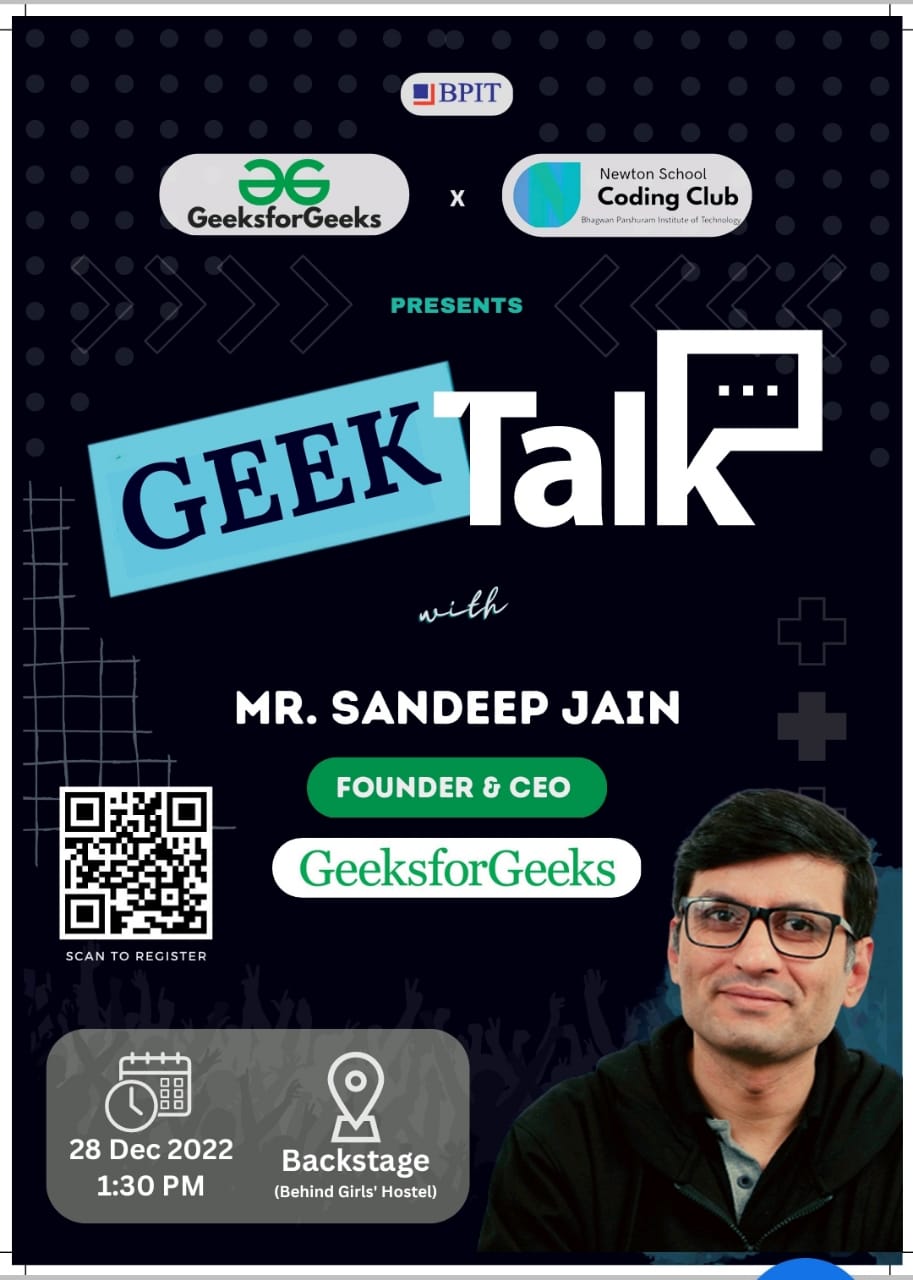 BPIT
GeeksforGeeks
x
Newton School
Coding Club
Bhagwan Parshuram Institute of Technology
PRESENTS
GEEK Talk
with
MR. SANDEEP JAIN
FOUNDER & CEO
GeeksforGeeks
SCAN TO REGISTER
28 Dec 2022
1:30 PM
Backstage
(Behind Girls' Hostel)